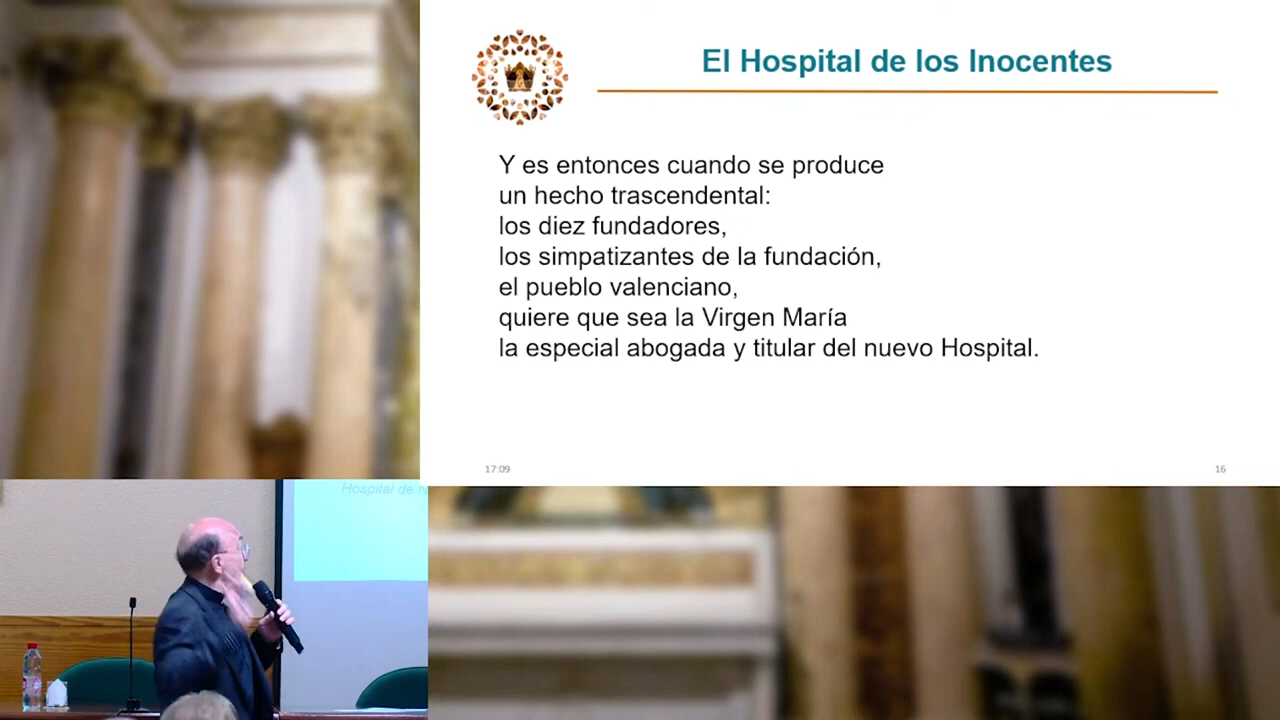 El Hospital de los Inocentes
Y es entonces cuando se produce
un hecho trascendental:
los diez fundadores,
los simpatizantes de la fundación,
el pueblo valenciano,
quiere que sea la Virgen María
la especial abogada y titular del nuevo Hospital.
17:09
16
Hospital de